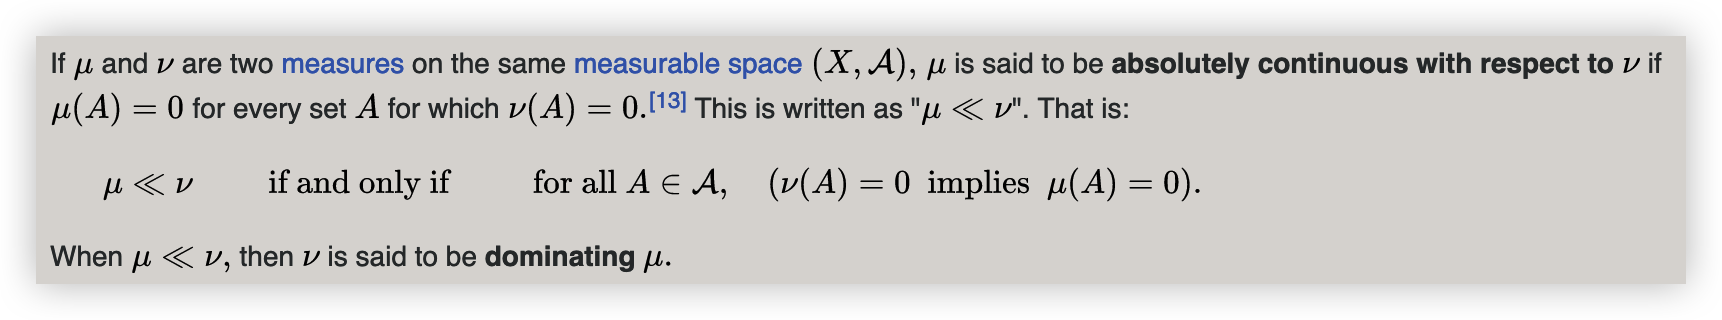 If μ and ν are two measures on the same measurable space (X, 𝒜), μ is said to be absolutely continuous with respect to ν if
μ(A) = 0 for every set A for which ν(A) = 0.[13] This is written as "μ ≪ ν". That is:
μ ≪ ν if and only if for all A ∈ 𝒜, (ν(A) = 0 implies μ(A) = 0).
When μ ≪ ν, then ν is said to be dominating μ.